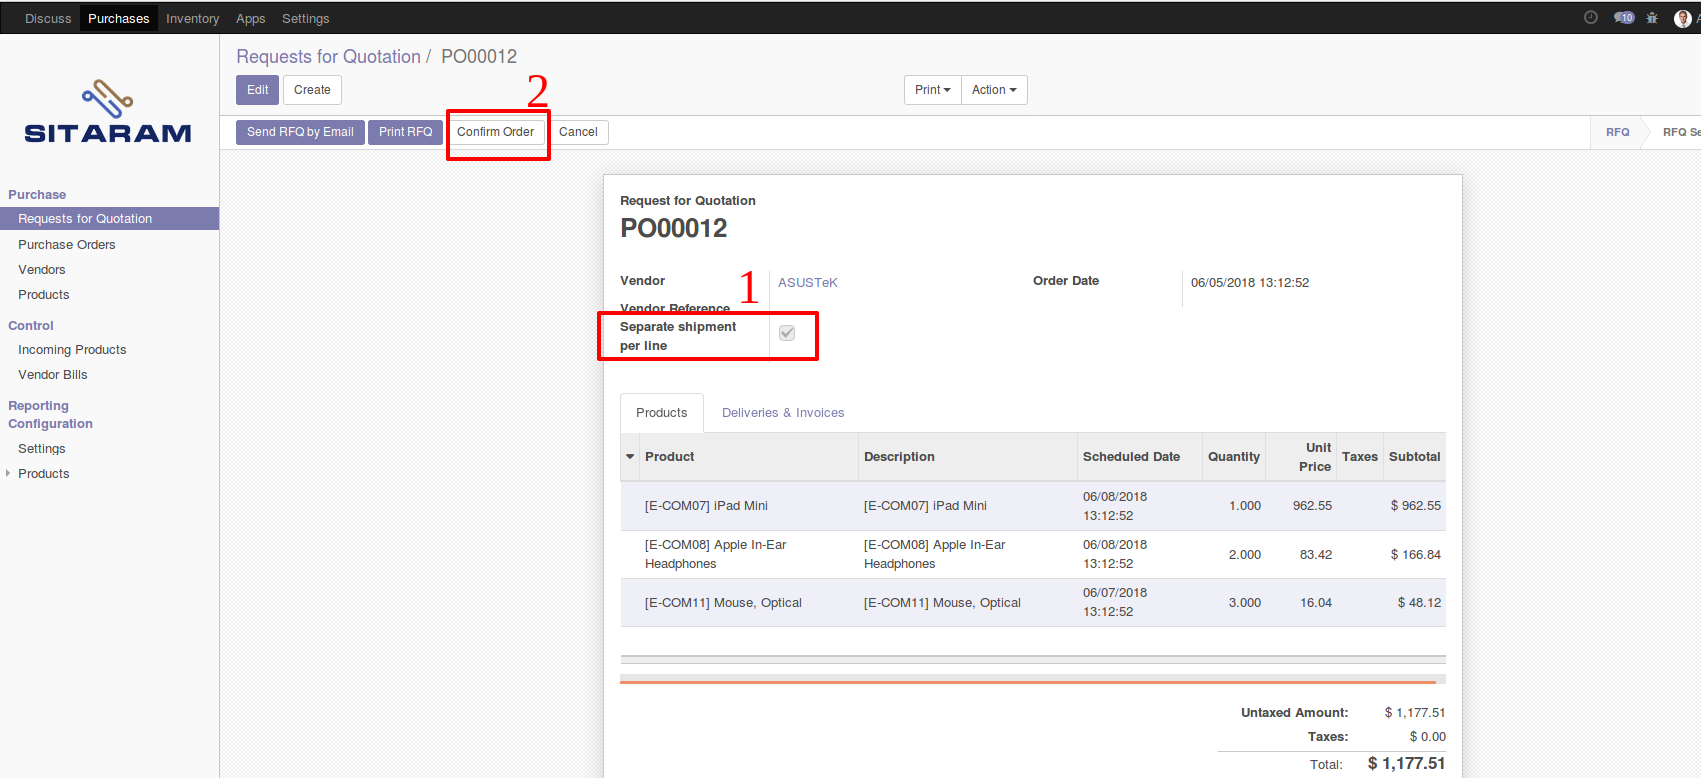 Discuss Purchases Inventory Apps Settings 10
Requests for Quotation / PO00012
Edit Create Print Action
2
Send RFQ by Email Print RFQ Confirm Order Cancel RFQ RFQ Se
SITARAM
Purchase
Requests for Quotation
Purchase Orders
Vendors
Products
Control
Incoming Products
Vendor Bills
Reporting
Configuration
Settings
Products
Request for Quotation
PO00012
1
Vendor ASUSTeK Order Date 06/05/2018 13:12:52
Vendor Reference
Separate shipment
per line
Products Deliveries & Invoices
Product Description Scheduled Date Quantity Unit Price Taxes Subtotal
[E-COM07] iPad Mini [E-COM07] iPad Mini 06/08/2018 13:12:52 1.000 962.55 $ 962.55
[E-COM08] Apple In-Ear Headphones [E-COM08] Apple In-Ear Headphones 06/08/2018 13:12:52 2.000 83.42 $ 166.84
[E-COM11] Mouse, Optical [E-COM11] Mouse, Optical 06/07/2018 13:12:52 3.000 16.04 $ 48.12
Untaxed Amount: $ 1,177.51
Taxes: $ 0.00
Total: $ 1,177.51